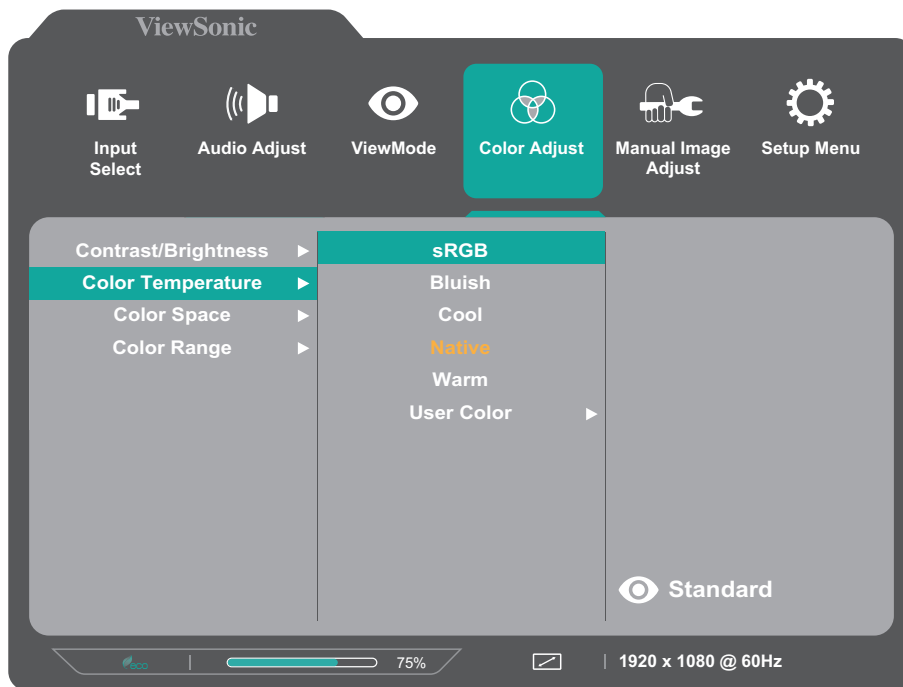 ViewSonic
Input
Select
Audio Adjust
ViewMode
Color Adjust
Manual Image
Adjust
Setup Menu
Contrast/Brightness
Color Temperature
Color Space
Color Range
sRGB
Bluish
Cool
Native
Warm
User Color
Standard
eco
75%
1920 x 1080 @ 60Hz